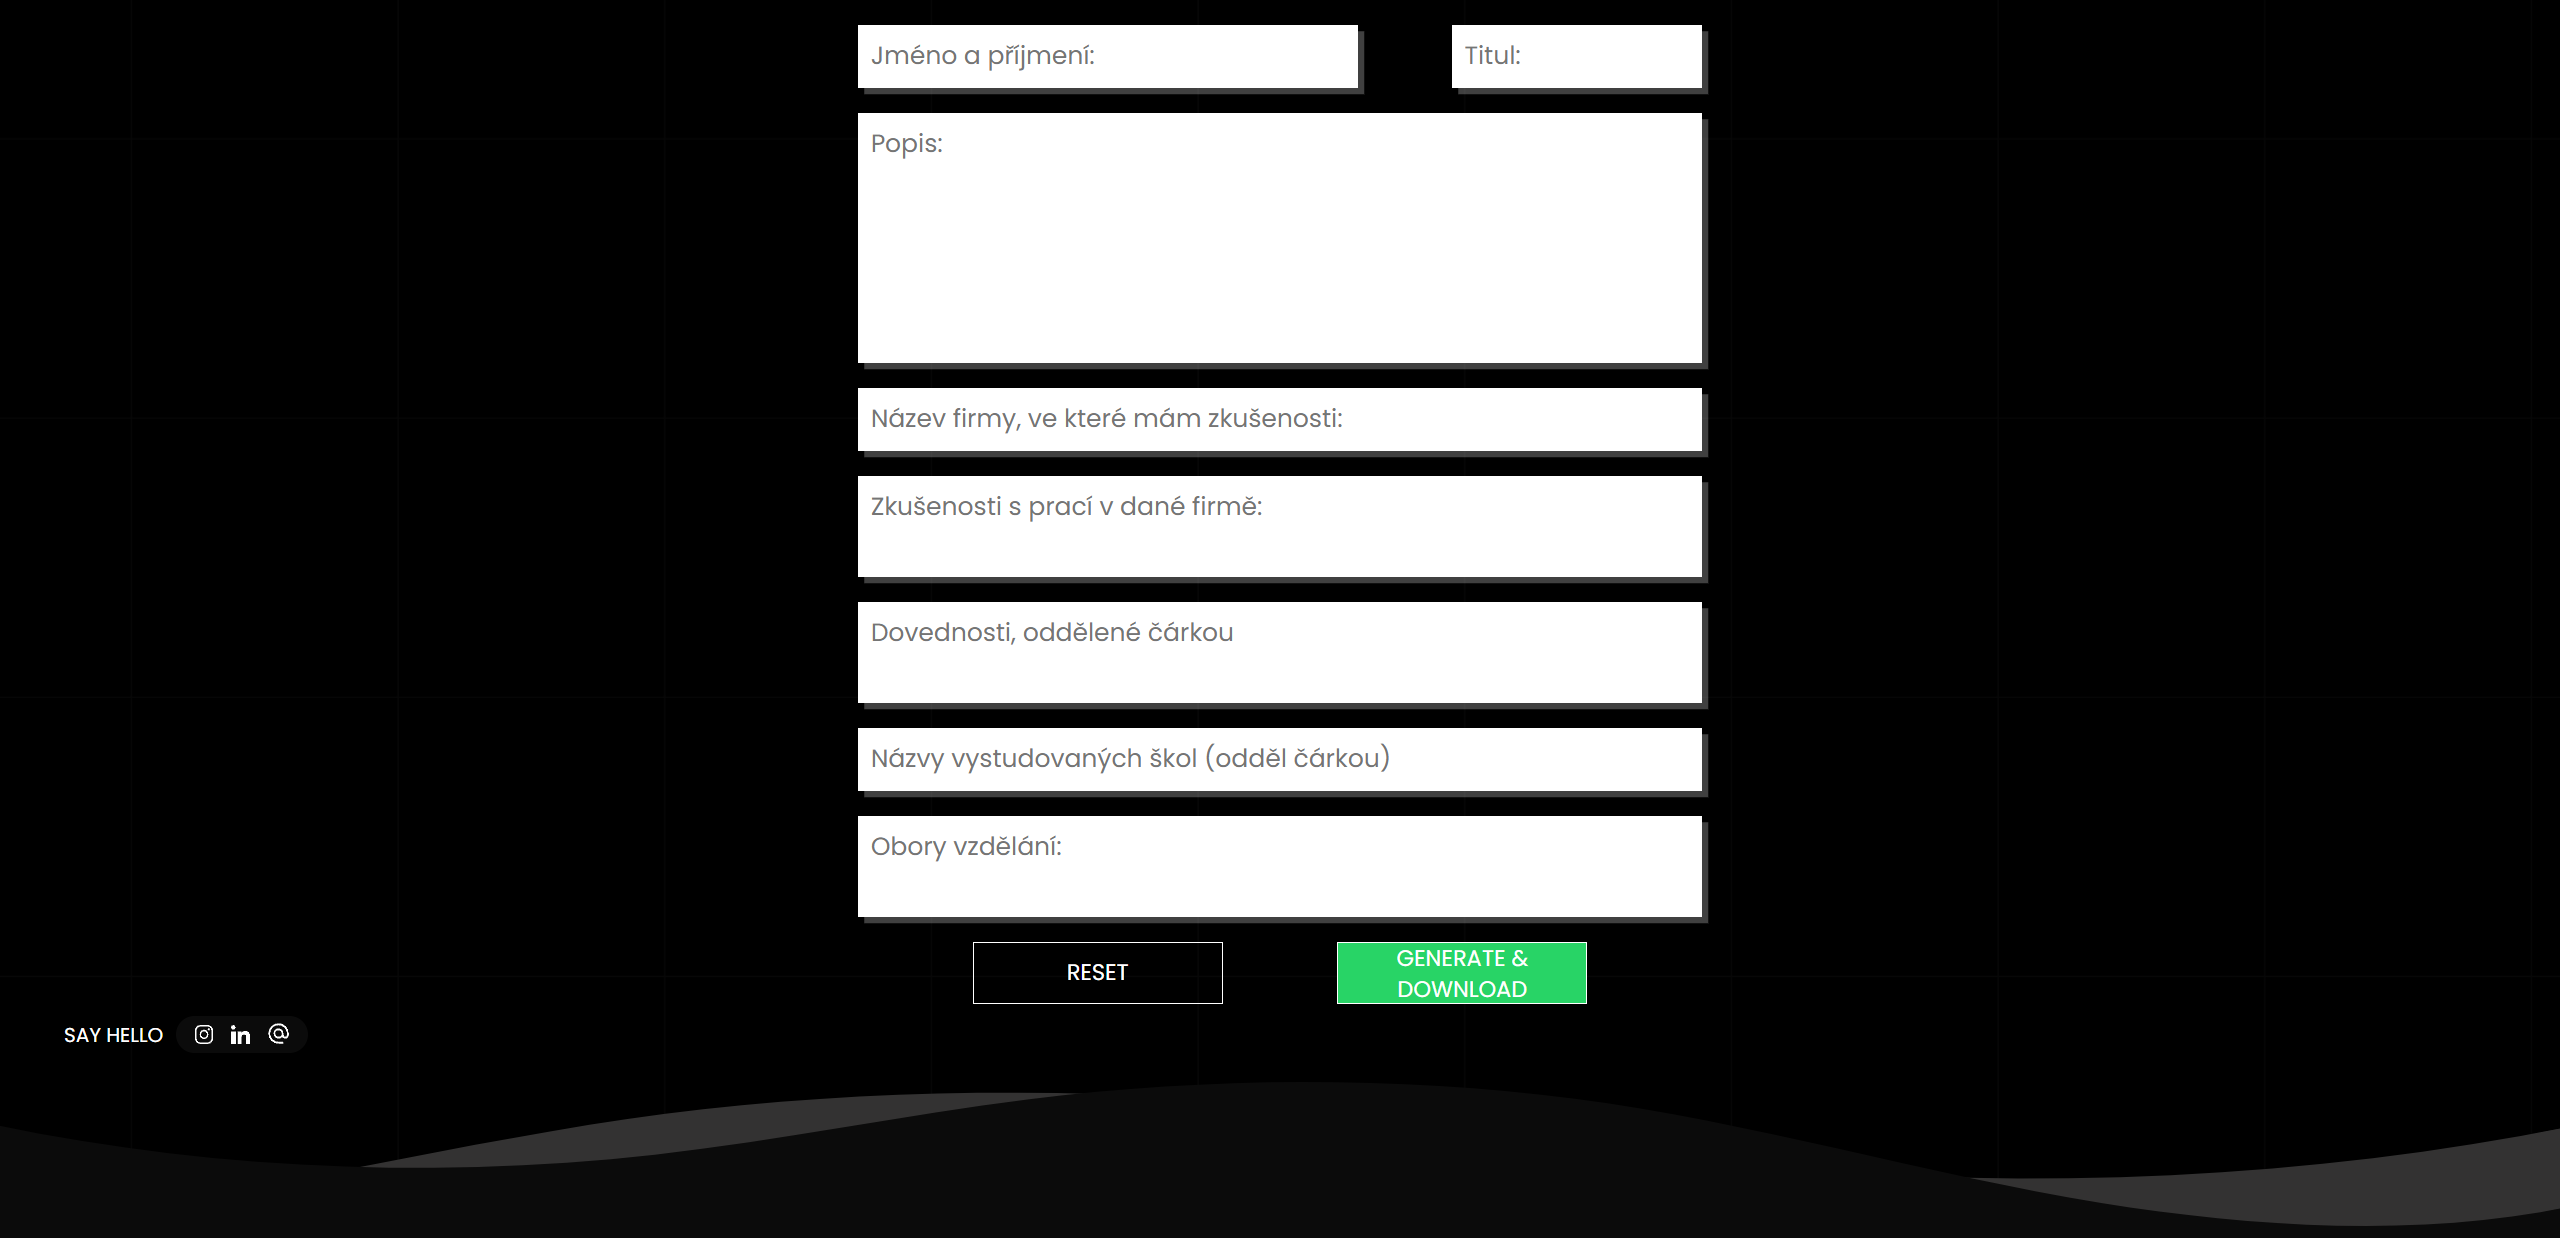 Jméno a příjmení:
Titul:
Popis:
Název firmy, ve které mám zkušenosti:
Zkušenosti s prací v dané firmě:
Dovednosti, oddělené čárkou
Názvy vystudovaných škol (odděl čárkou)
Obory vzdělání:
RESET
GENERATE &
DOWNLOAD
SAY HELLO